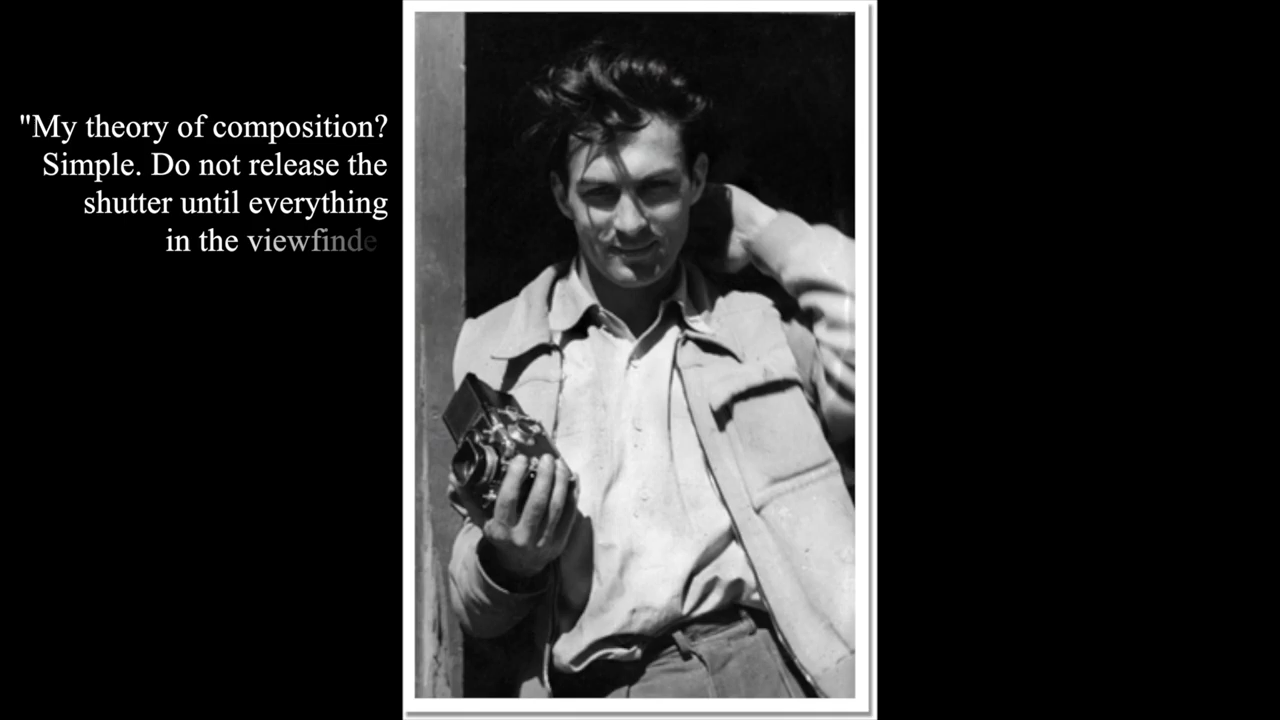 "My theory of composition?
Simple. Do not release the
shutter until everything
in the viewfinde